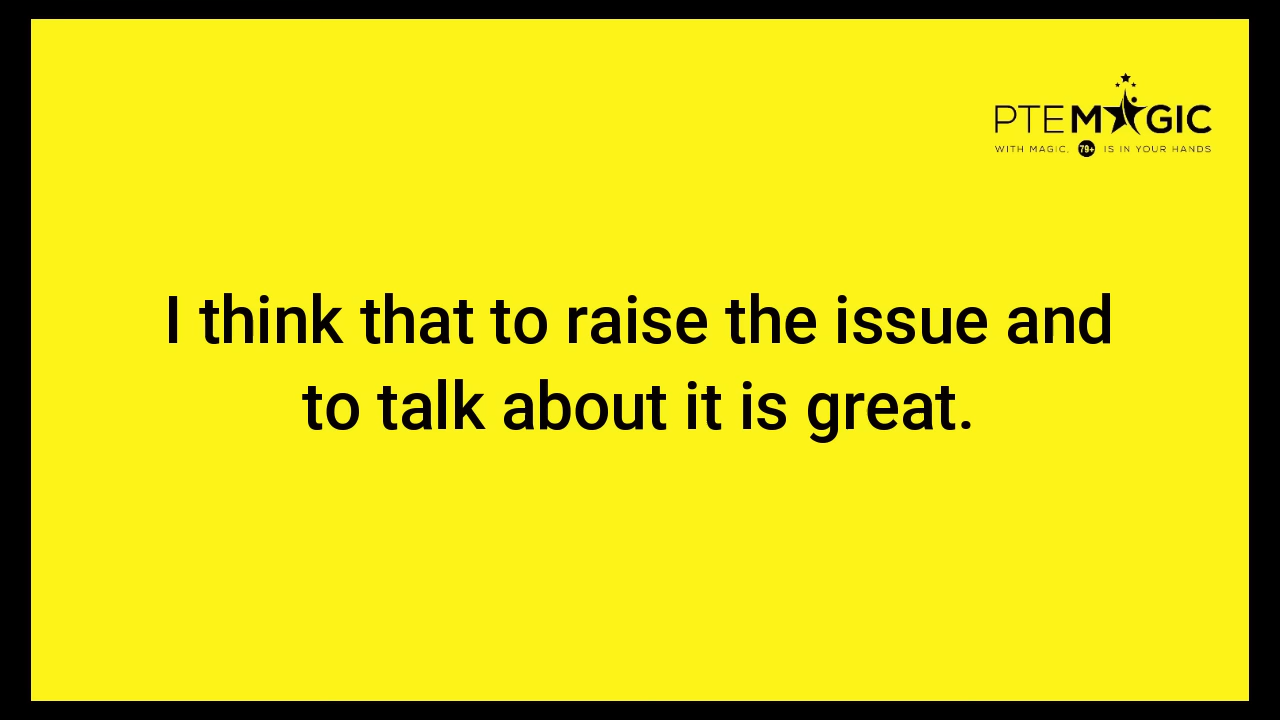 PTEMAGIC
WITH MAGIC, 79+ IS IN YOUR HANDS
I think that to raise the issue and
to talk about it is great.